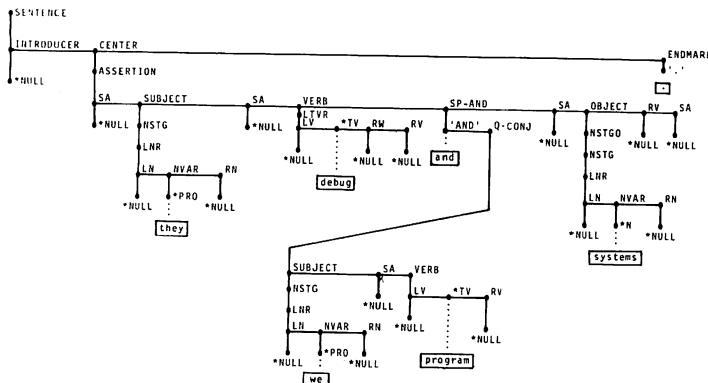 SENTENCE
INTRODUCER CENTER ENDMARK
*NULL ASSERTION '.'
.
SA SUBJECT SA VERB SP-AND SA OBJECT RV SA
*NULL NSTG *NULL LTVR 'AND' Q-CONJ *NULL NSTGO *NULL *NULL
LV *TV RW RV
LNR *NULL *NULL *NULL and NSTG
LN NVAR RN debug LNR
*NULL *PRO *NULL LN NVAR RN
they *NULL *N *NULL
systems
SUBJECT SA VERB
NSTG *NULL LV *TV RV
LNR *NULL *NULL
LN NVAR RN program
*NULL *PRO *NULL
we